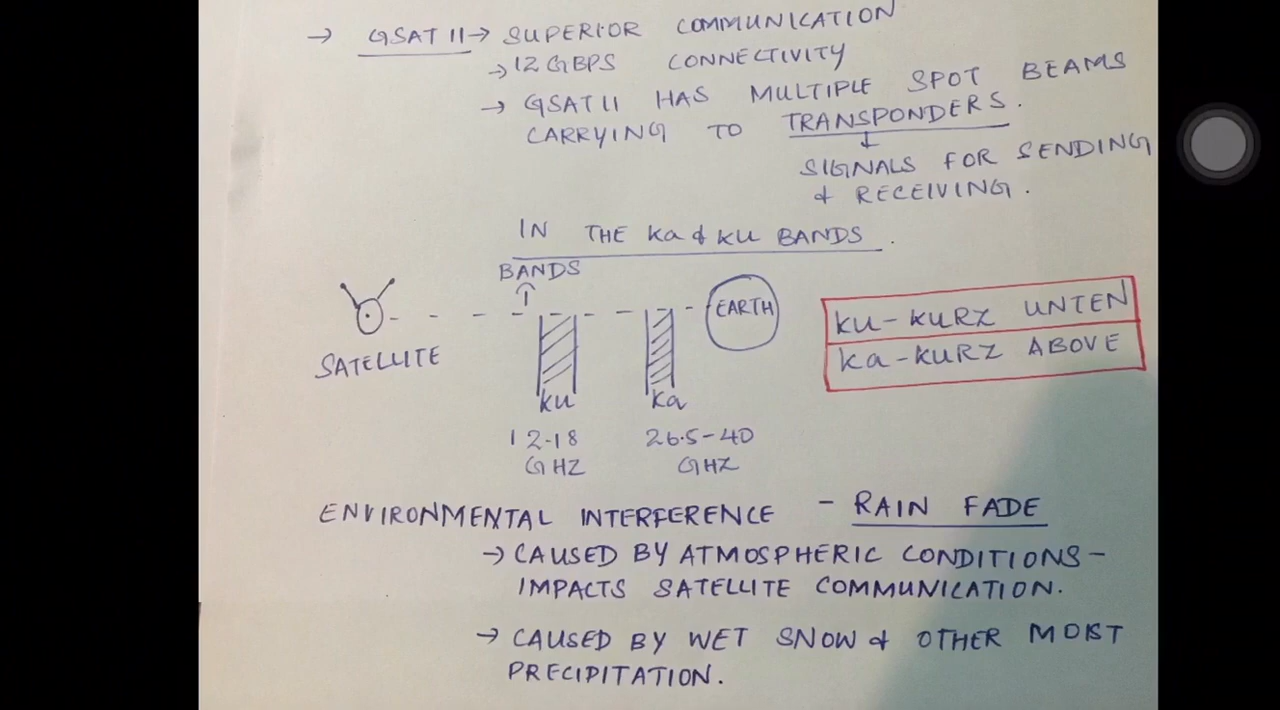 → GSAT 11 → SUPERIOR COMMUNICATION
→ 12 GBPS CONNECTIVITY
→ GSAT 11 HAS MULTIPLE SPOT BEAMS
CARRYING TO TRANSPONDERS.
↓
SIGNALS FOR SENDING
& RECEIVING.
IN THE Ka & KU BANDS.
BANDS
↑
SATELLITE
EARTH
KU
Ka
12-18
GHZ
26.5-40
GHZ
KU-KURZ UNTEN
Ka-KURZ ABOVE
ENVIRONMENTAL INTERFERENCE - RAIN FADE
→ CAUSED BY ATMOSPHERIC CONDITIONS-
IMPACTS SATELLITE COMMUNICATION.
→ CAUSED BY WET SNOW & OTHER MOIST
PRECIPITATION.